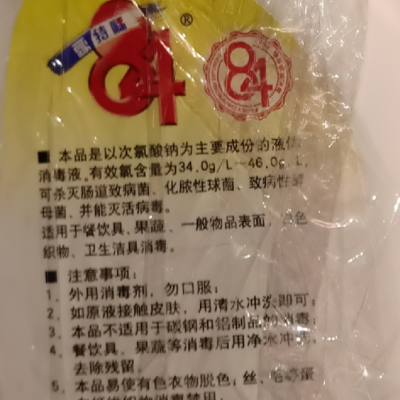 ®
84
84
■ 本品是以次氯酸钠为主要成份的液体
消毒液。有效氯含量为34.0g/L—46.0g/L,
可杀灭肠道致病菌、化脓性球菌、致病性
母菌、并能灭活病毒。
适用于餐饮具、果蔬、一般物品表面、色
织物、卫生洁具消毒。
■ 注意事项:
1、外用消毒剂,勿口服;
2、如原液接触皮肤,用清水冲洗即可;
3、本品不适用于碳钢和铝制品的消毒;
4、餐饮具、果蔬等消毒后用净水冲
去除残留。
5、本品易使有色衣物脱色;丝、毛